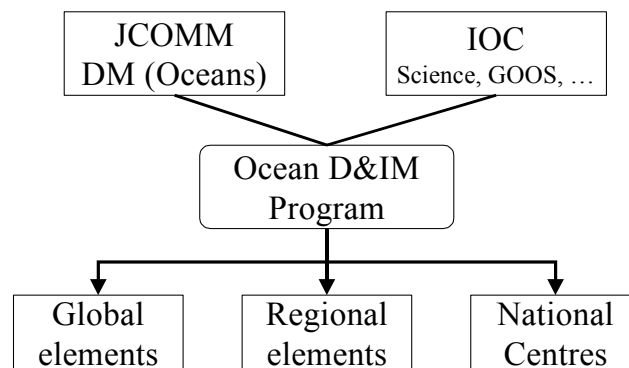 JCOMM
DM (Oceans)
IOC
Science, GOOS, …
Ocean D&IM
Program
Global
elements
Regional
elements
National
Centres